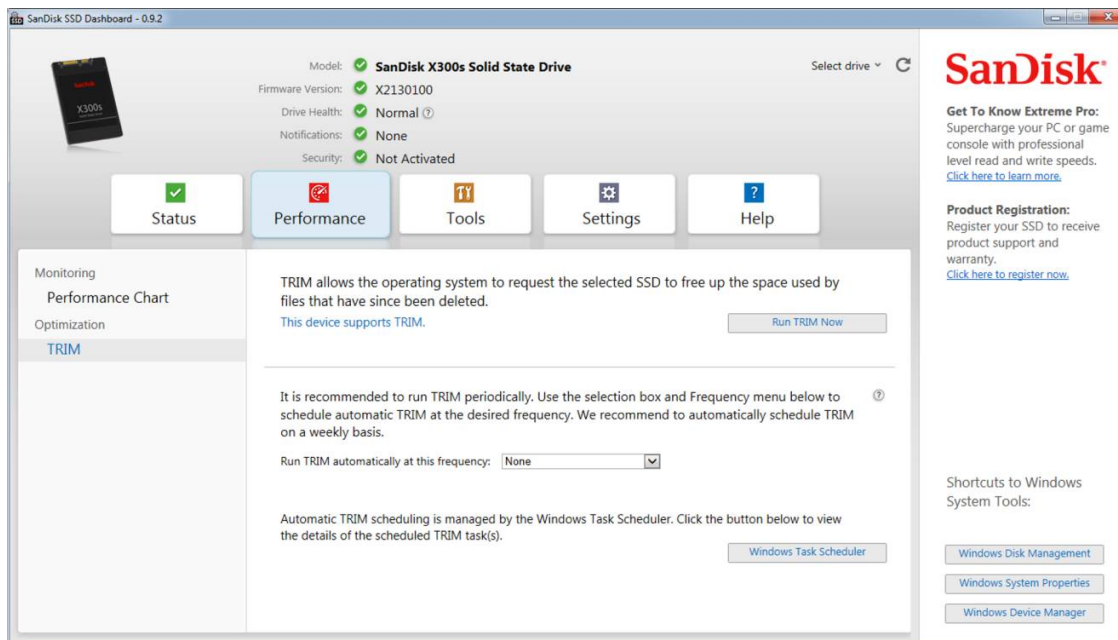 SanDisk SSD Dashboard - 0.9.2
Model: SanDisk X300s Solid State Drive
Select drive
Firmware Version: X2130100
Drive Health: Normal
Notifications: None
Security: Not Activated
SanDisk
X300s
Status
Performance
Tools
Settings
Help
Monitoring
Performance Chart
Optimization
TRIM
TRIM allows the operating system to request the selected SSD to free up the space used by
files that have since been deleted.
This device supports TRIM.
Run TRIM Now
It is recommended to run TRIM periodically. Use the selection box and Frequency menu below to
schedule automatic TRIM at the desired frequency. We recommend to automatically schedule TRIM
on a weekly basis.
Run TRIM automatically at this frequency: None
Automatic TRIM scheduling is managed by the Windows Task Scheduler. Click the button below to view
the details of the scheduled TRIM task(s).
Windows Task Scheduler
SanDisk
Get To Know Extreme Pro:
Supercharge your PC or game
console with professional
level read and write speeds.
Click here to learn more.
Product Registration:
Register your SSD to receive
product support and
warranty.
Click here to register now.
Shortcuts to Windows
System Tools:
Windows Disk Management
Windows System Properties
Windows Device Manager